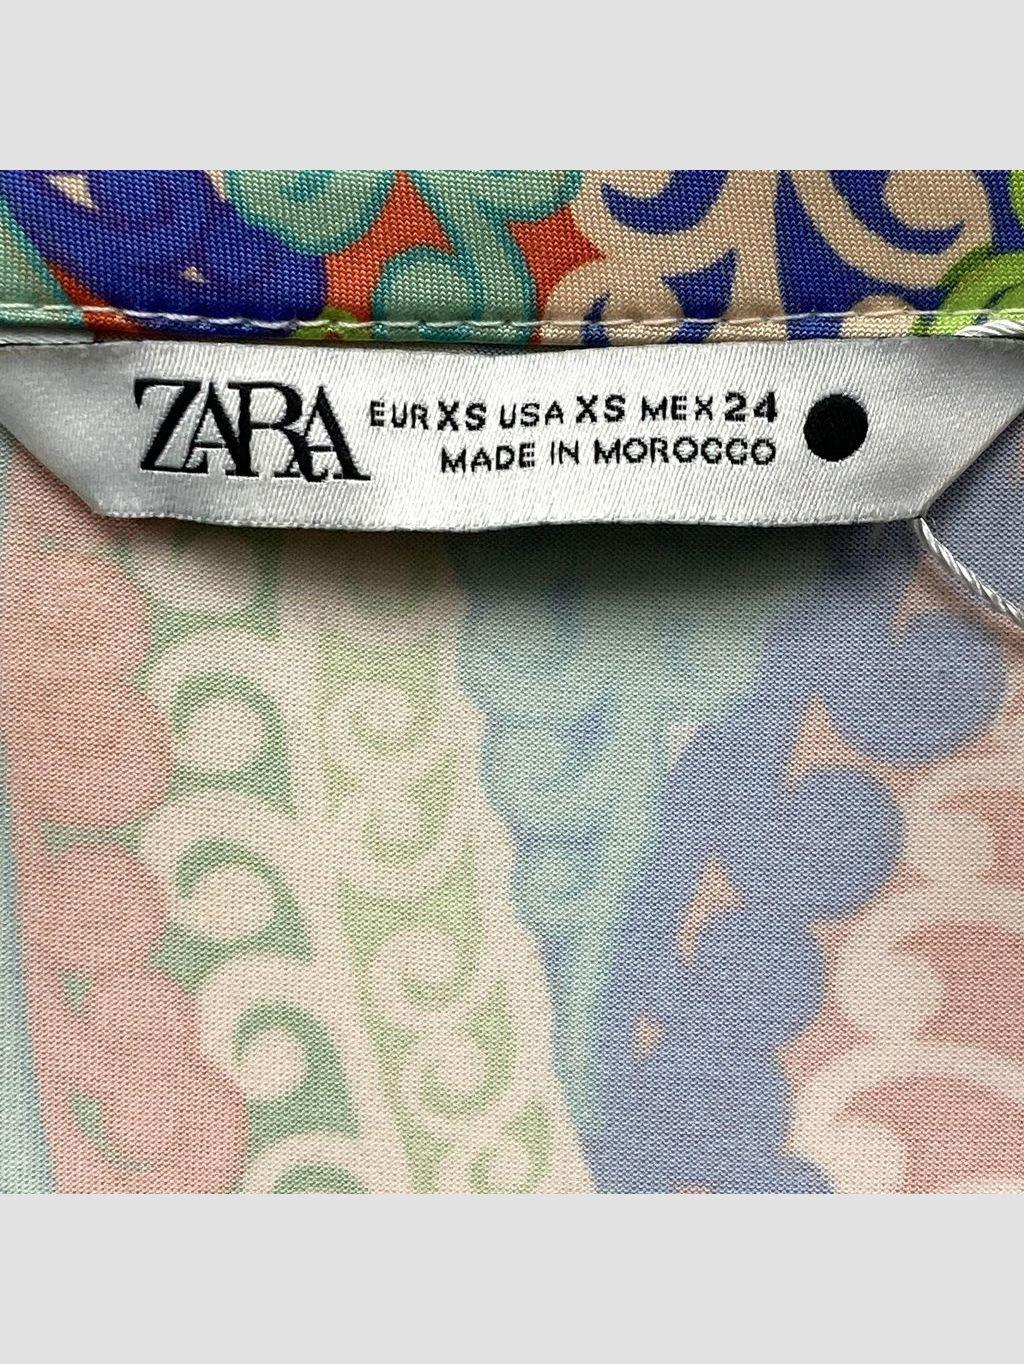 ZARA
EUR XS USA XS MEX 24
MADE IN MOROCCO